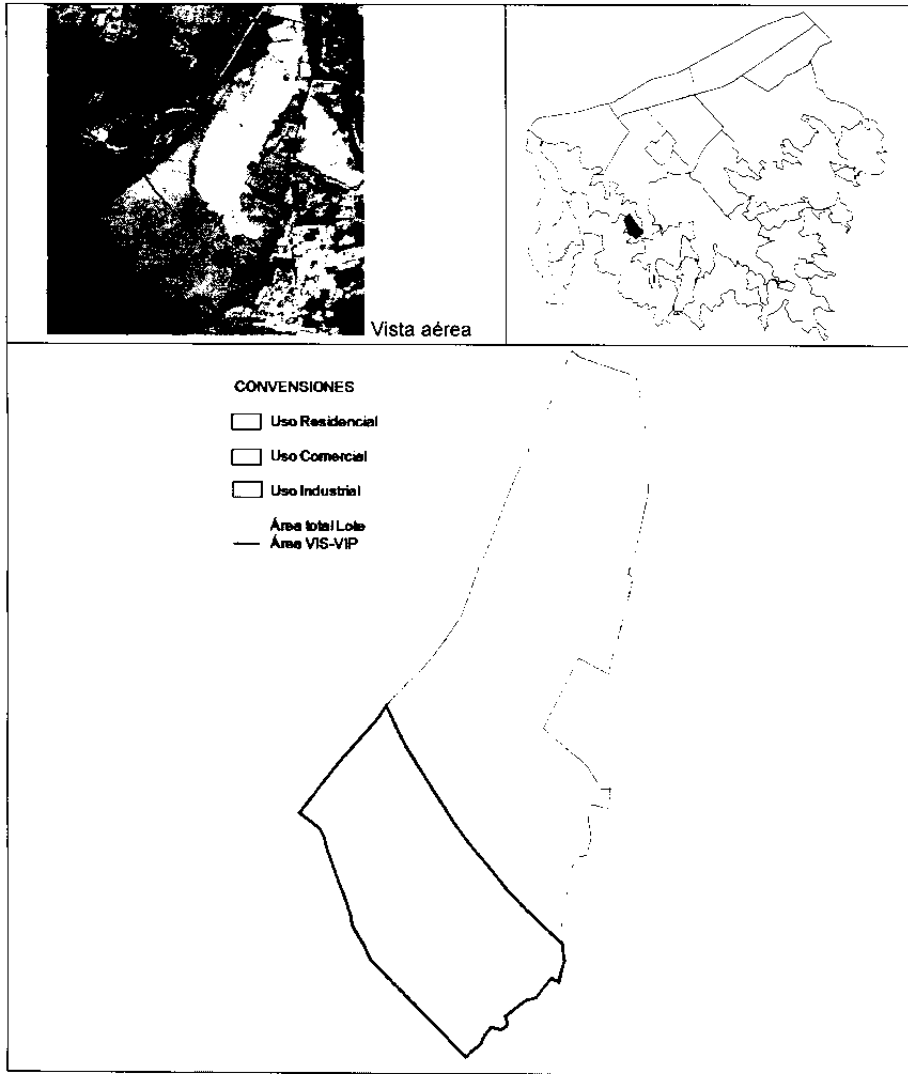 Vista aérea
CONVENSIONES
Uso Residencial
Uso Comercial
Uso Industrial
Área total Lote
Área VIS-VIP